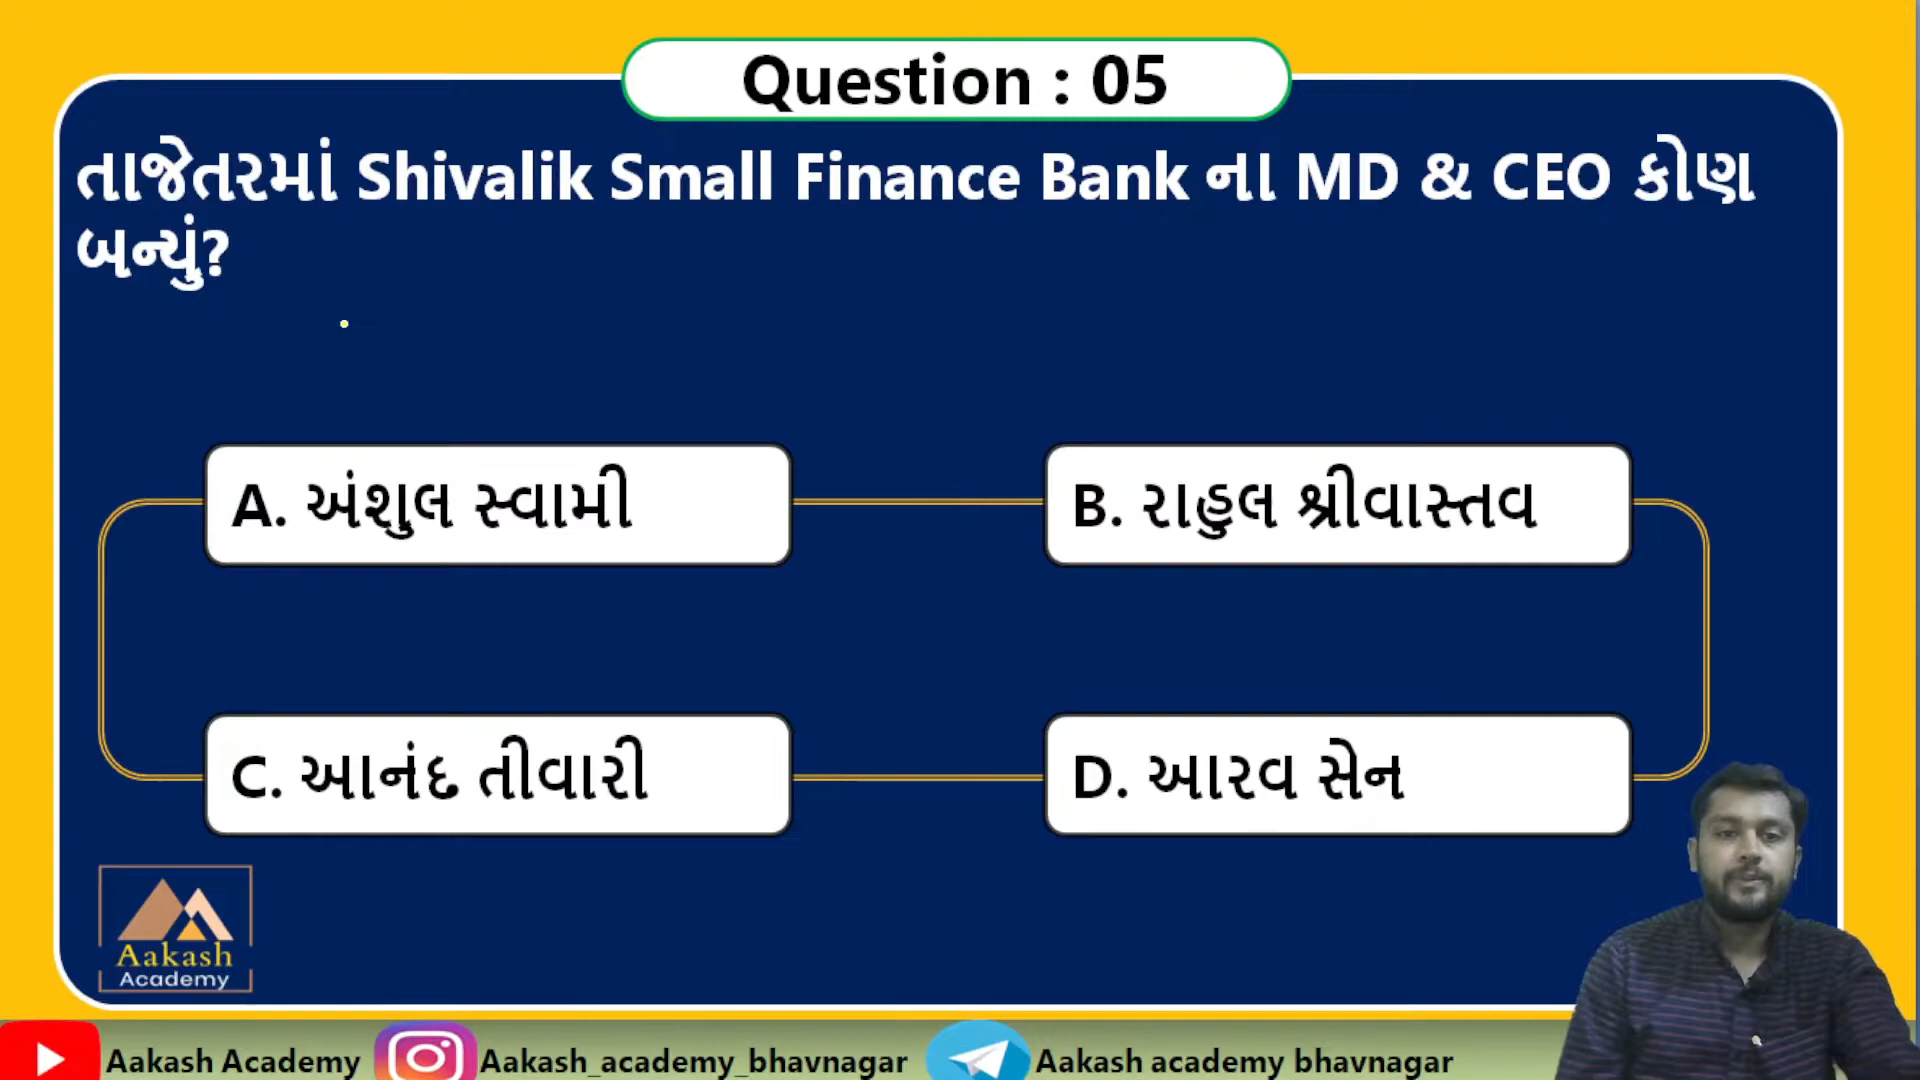 Question : 05
તાજેતરમાં Shivalik Small Finance Bank ના MD & CEO કોણ
બન્યું?
A. અંશુલ સ્વામી
B. રાહુલ શ્રીવાસ્તવ
C. આનંદ તીવારી
D. આરવ સેન
Aakash
Academy
Aakash Academy
Aakash_academy_bhavnagar
Aakash academy bhavnagar